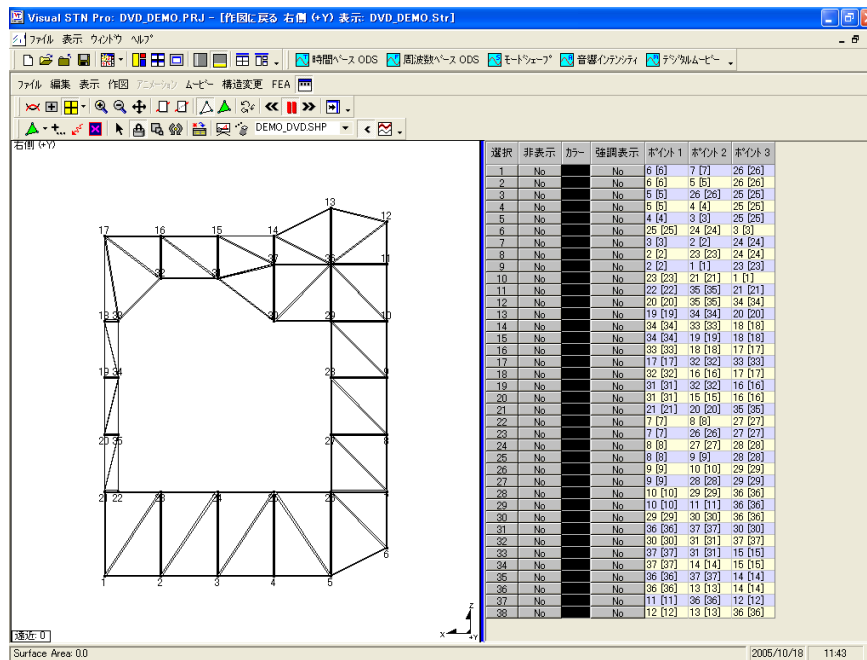 Visual STN Pro: DVD_DEMO.PRJ - [作図に戻る 右側 (+Y) 表示: DVD_DEMO.Str]
ファイル 表示 ウィンドウ ヘルプ
時間ベース ODS 周波数ベース ODS モードシェープ 音響インテンシティ デジタルムービー
ファイル 編集 表示 作図 アニメーション ムービー 構造変更 FEA
DEMO_DVD.SHP
右側 (+Y)
13
12
17 16 15 14
32 31 37 36 11
18 33 30 29 10
19 34 28 9
20 35 27 8
21 22 23 24 25 26 7
6
1 2 3 4 5
Z
X +Y
遠近: 0
選択 非表示 カラー 強調表示 ポイント 1 ポイント 2 ポイント 3
1 No No 6 [6] 7 [7] 26 [26]
2 No No 6 [6] 5 [5] 26 [26]
3 No No 5 [5] 26 [26] 25 [25]
4 No No 5 [5] 4 [4] 25 [25]
5 No No 4 [4] 3 [3] 25 [25]
6 No No 25 [25] 24 [24] 3 [3]
7 No No 3 [3] 2 [2] 24 [24]
8 No No 2 [2] 23 [23] 24 [24]
9 No No 2 [2] 1 [1] 23 [23]
10 No No 23 [23] 21 [21] 1 [1]
11 No No 22 [22] 35 [35] 21 [21]
12 No No 20 [20] 35 [35] 34 [34]
13 No No 19 [19] 34 [34] 20 [20]
14 No No 34 [34] 33 [33] 18 [18]
15 No No 34 [34] 19 [19] 18 [18]
16 No No 33 [33] 18 [18] 17 [17]
17 No No 17 [17] 32 [32] 33 [33]
18 No No 32 [32] 16 [16] 17 [17]
19 No No 31 [31] 32 [32] 16 [16]
20 No No 31 [31] 15 [15] 16 [16]
21 No No 21 [21] 20 [20] 35 [35]
22 No No 7 [7] 8 [8] 27 [27]
23 No No 7 [7] 26 [26] 27 [27]
24 No No 8 [8] 27 [27] 28 [28]
25 No No 8 [8] 9 [9] 28 [28]
26 No No 9 [9] 10 [10] 29 [29]
27 No No 9 [9] 28 [28] 29 [29]
28 No No 10 [10] 29 [29] 36 [36]
29 No No 10 [10] 11 [11] 36 [36]
30 No No 29 [29] 30 [30] 36 [36]
31 No No 36 [36] 37 [37] 30 [30]
32 No No 30 [30] 31 [31] 37 [37]
33 No No 37 [37] 31 [31] 15 [15]
34 No No 37 [37] 14 [14] 15 [15]
35 No No 36 [36] 37 [37] 14 [14]
36 No No 36 [36] 13 [13] 14 [14]
37 No No 11 [11] 36 [36] 12 [12]
38 No No 12 [12] 13 [13] 36 [36]
Surface Area: 0.0
2005/10/18 11:43